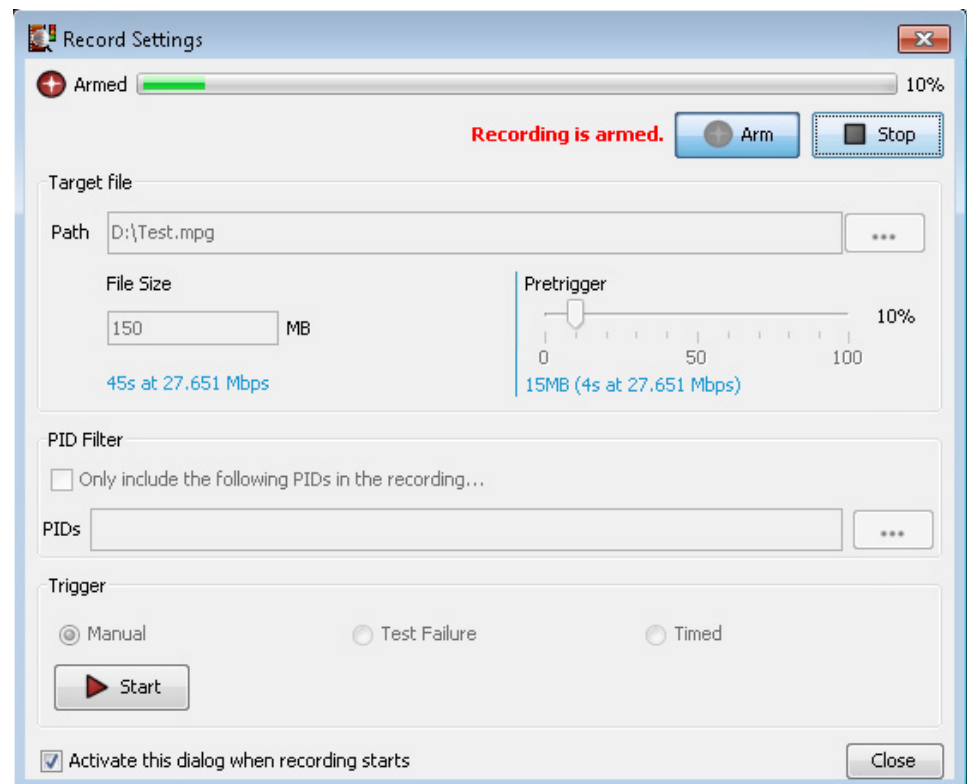 Record Settings
Armed 10%
Recording is armed. Arm Stop
Target file
Path D:\Test.mpg ...
File Size Pretrigger
150 MB 10%
0 50 100
45s at 27.651 Mbps 15MB (4s at 27.651 Mbps)
PID Filter
Only include the following PIDs in the recording...
PIDs ...
Trigger
Manual Test Failure Timed
Start
Activate this dialog when recording starts Close